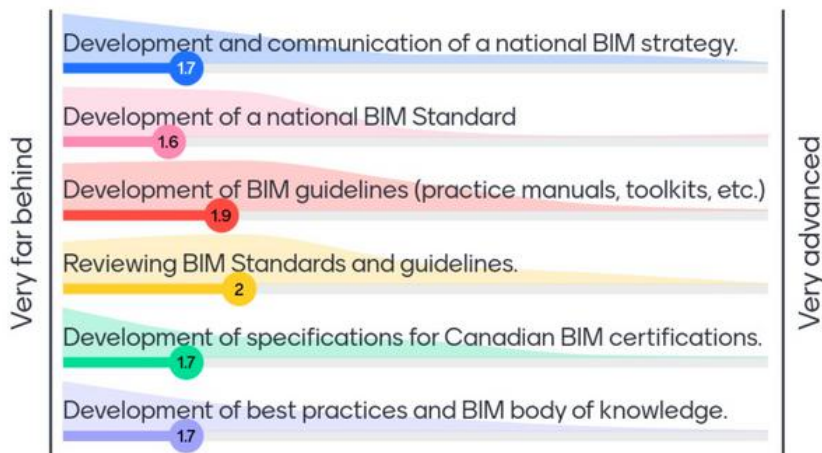 Very far behind
Development and communication of a national BIM strategy.
1.7
Development of a national BIM Standard
1.6
Development of BIM guidelines (practice manuals, toolkits, etc.)
1.9
Reviewing BIM Standards and guidelines.
2
Development of specifications for Canadian BIM certifications.
1.7
Development of best practices and BIM body of knowledge.
1.7
Very advanced